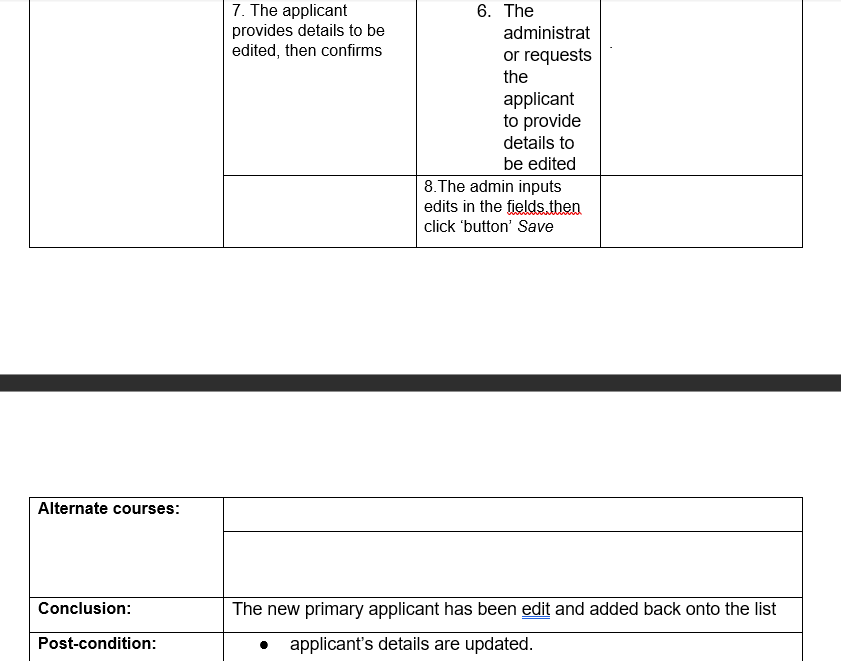 7. The applicant
provides details to be
edited, then confirms
6. The
administrat
or requests
the
applicant
to provide
details to
be edited
.
8.The admin inputs
edits in the fields,then
click ‘button’ Save
Alternate courses:
Conclusion:
The new primary applicant has been edit and added back onto the list
Post-condition:
● applicant’s details are updated.